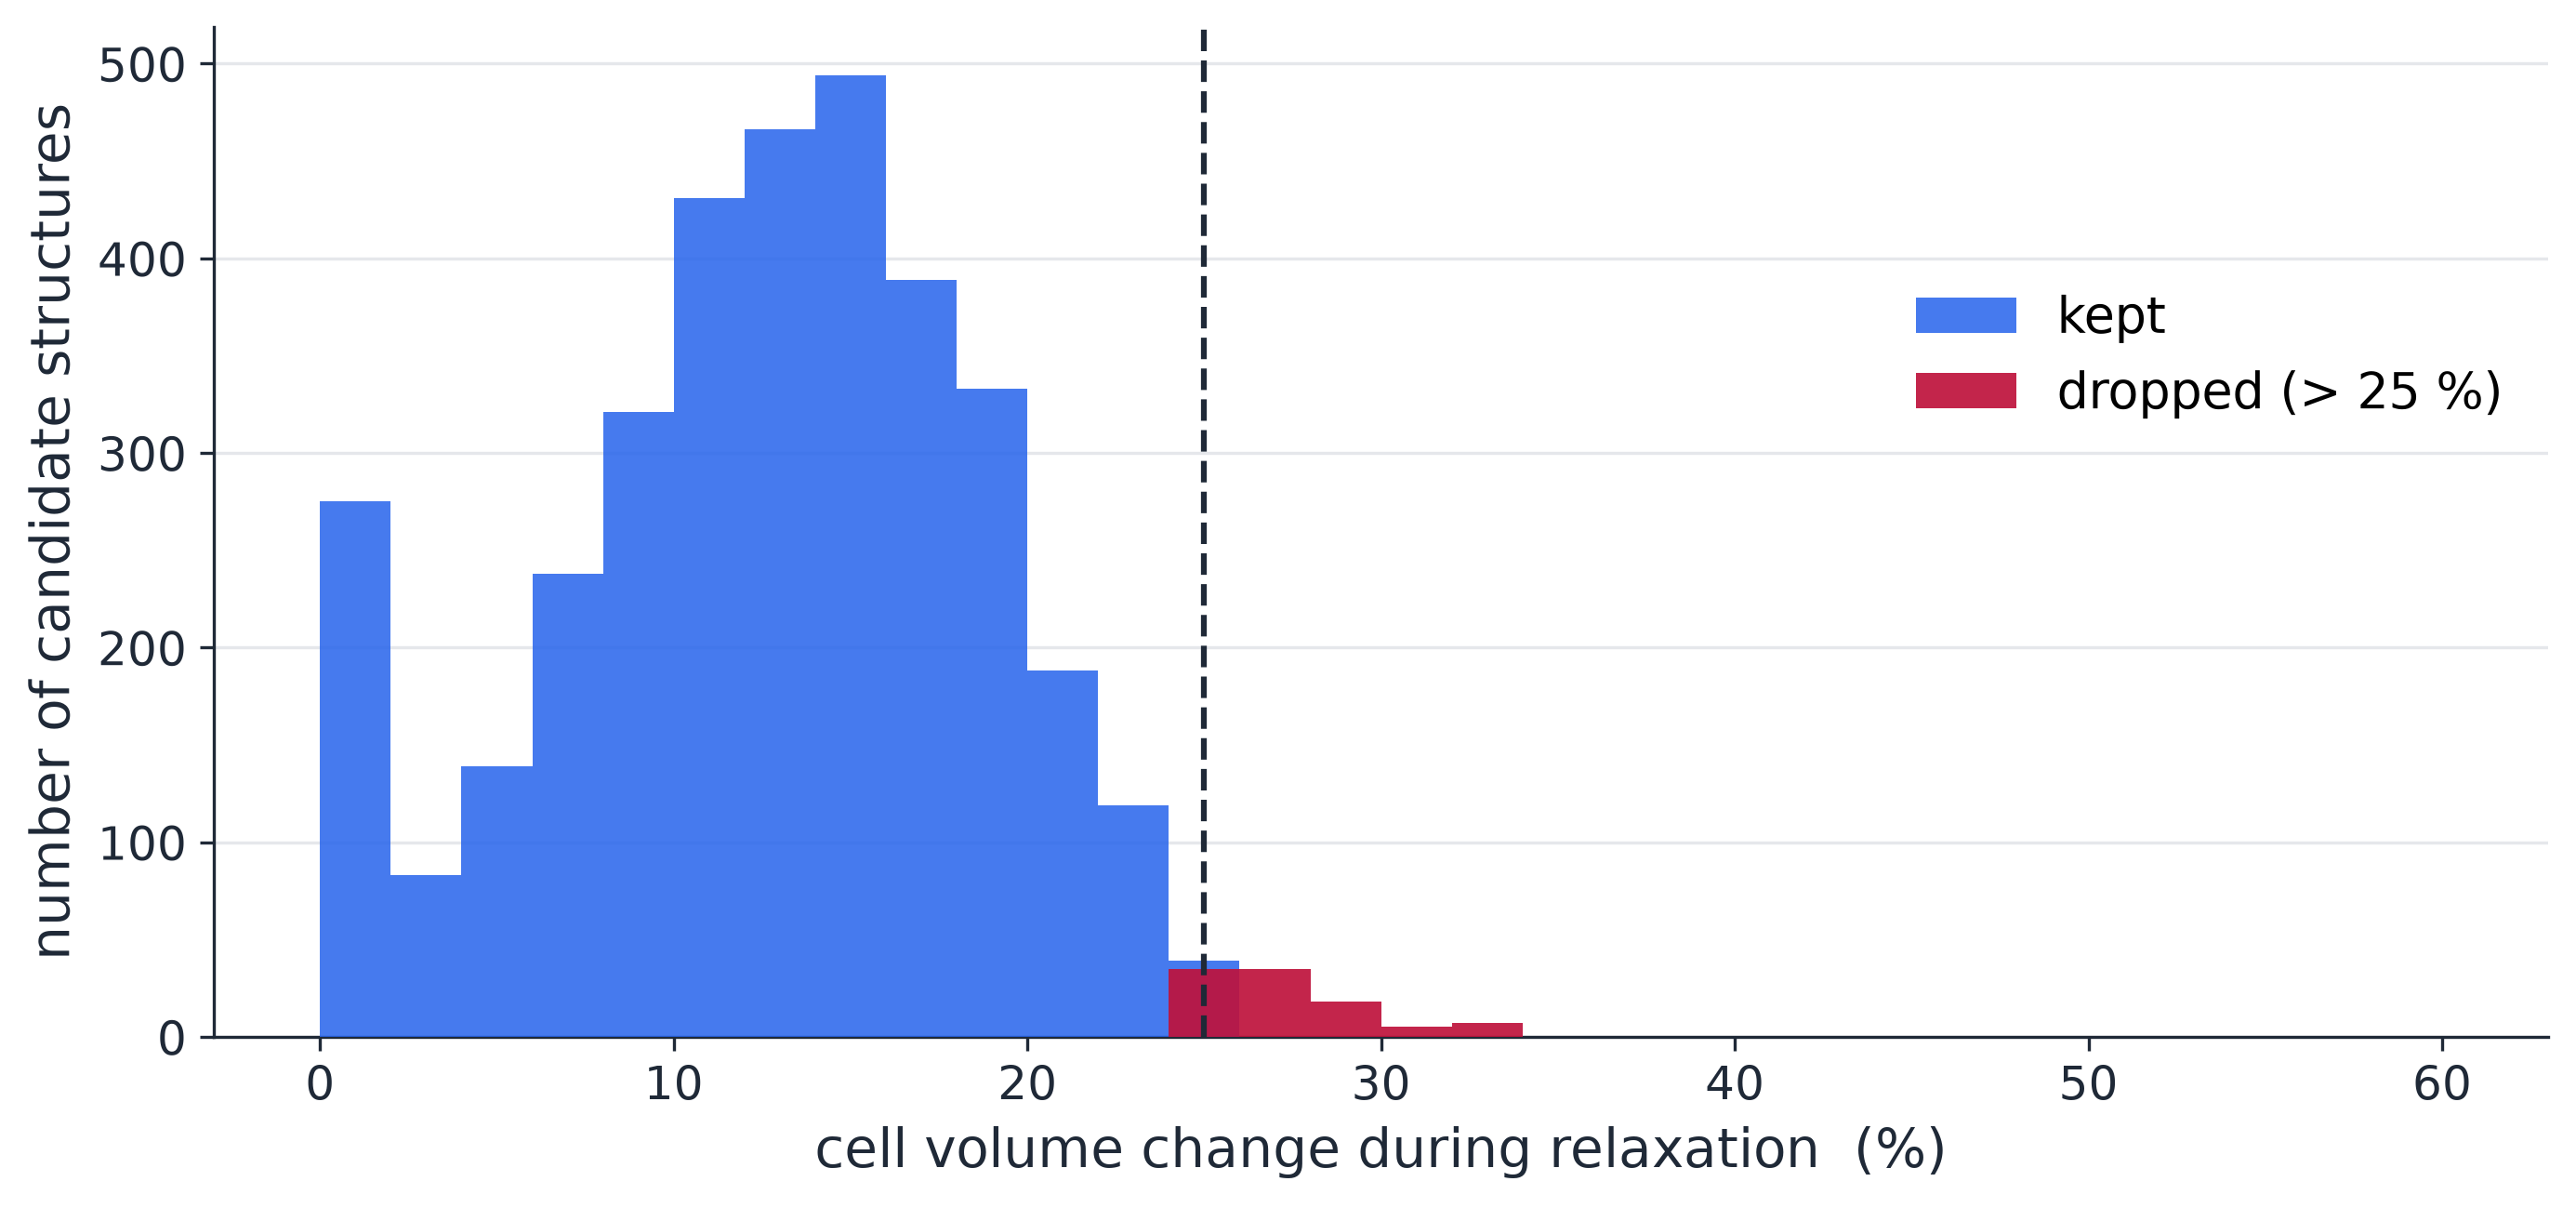 number of candidate structures
500
400
300
200
100
0
kept
dropped (> 25 %)
0 10 20 30 40 50 60
cell volume change during relaxation (%)